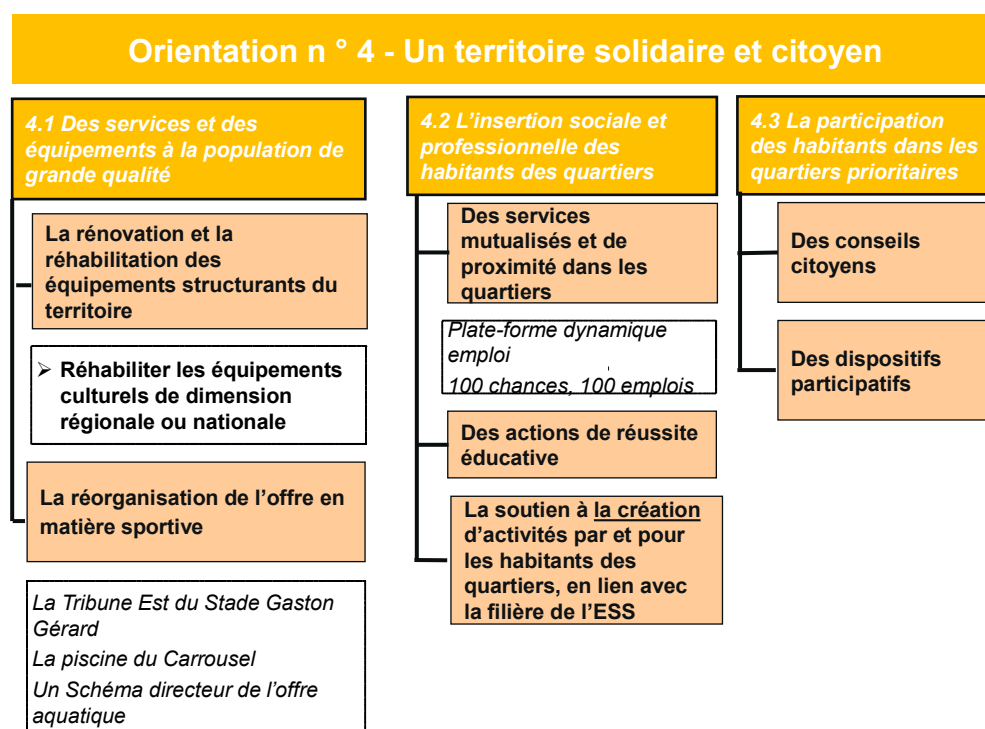 Orientation n ° 4 - Un territoire solidaire et citoyen
4.1 Des services et des
équipements à la population de
grande qualité
La rénovation et la
réhabilitation des
équipements structurants du
territoire
➢ Réhabiliter les équipements
culturels de dimension
régionale ou nationale
La réorganisation de l'offre en
matière sportive
La Tribune Est du Stade Gaston
Gérard
La piscine du Carrousel
Un Schéma directeur de l'offre
aquatique
4.2 L'insertion sociale et
professionnelle des
habitants des quartiers
Des services
mutualisés et de
proximité dans les
quartiers
Plate-forme dynamique
emploi
100 chances, 100 emplois
Des actions de réussite
éducative
La soutien à la création
d'activités par et pour
les habitants des
quartiers, en lien avec
la filière de l'ESS
4.3 La participation
des habitants dans les
quartiers prioritaires
Des conseils
citoyens
Des dispositifs
participatifs